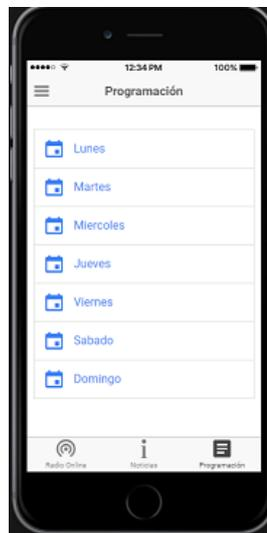 12:34 PM 100%
Programación
Lunes
Martes
Miercoles
Jueves
Viernes
Sabado
Domingo
Radio Online Noticias Programación